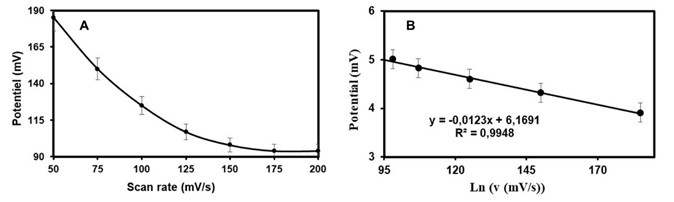 A
Potentiel (mV)
190
165
140
115
90
50
75
100
125
150
175
200
Scan rate (mV/s)
B
Potential (mV)
6
5
4
3
y = -0,0123x + 6,1691
R² = 0,9948
95
120
145
170
Ln (v (mV/s))